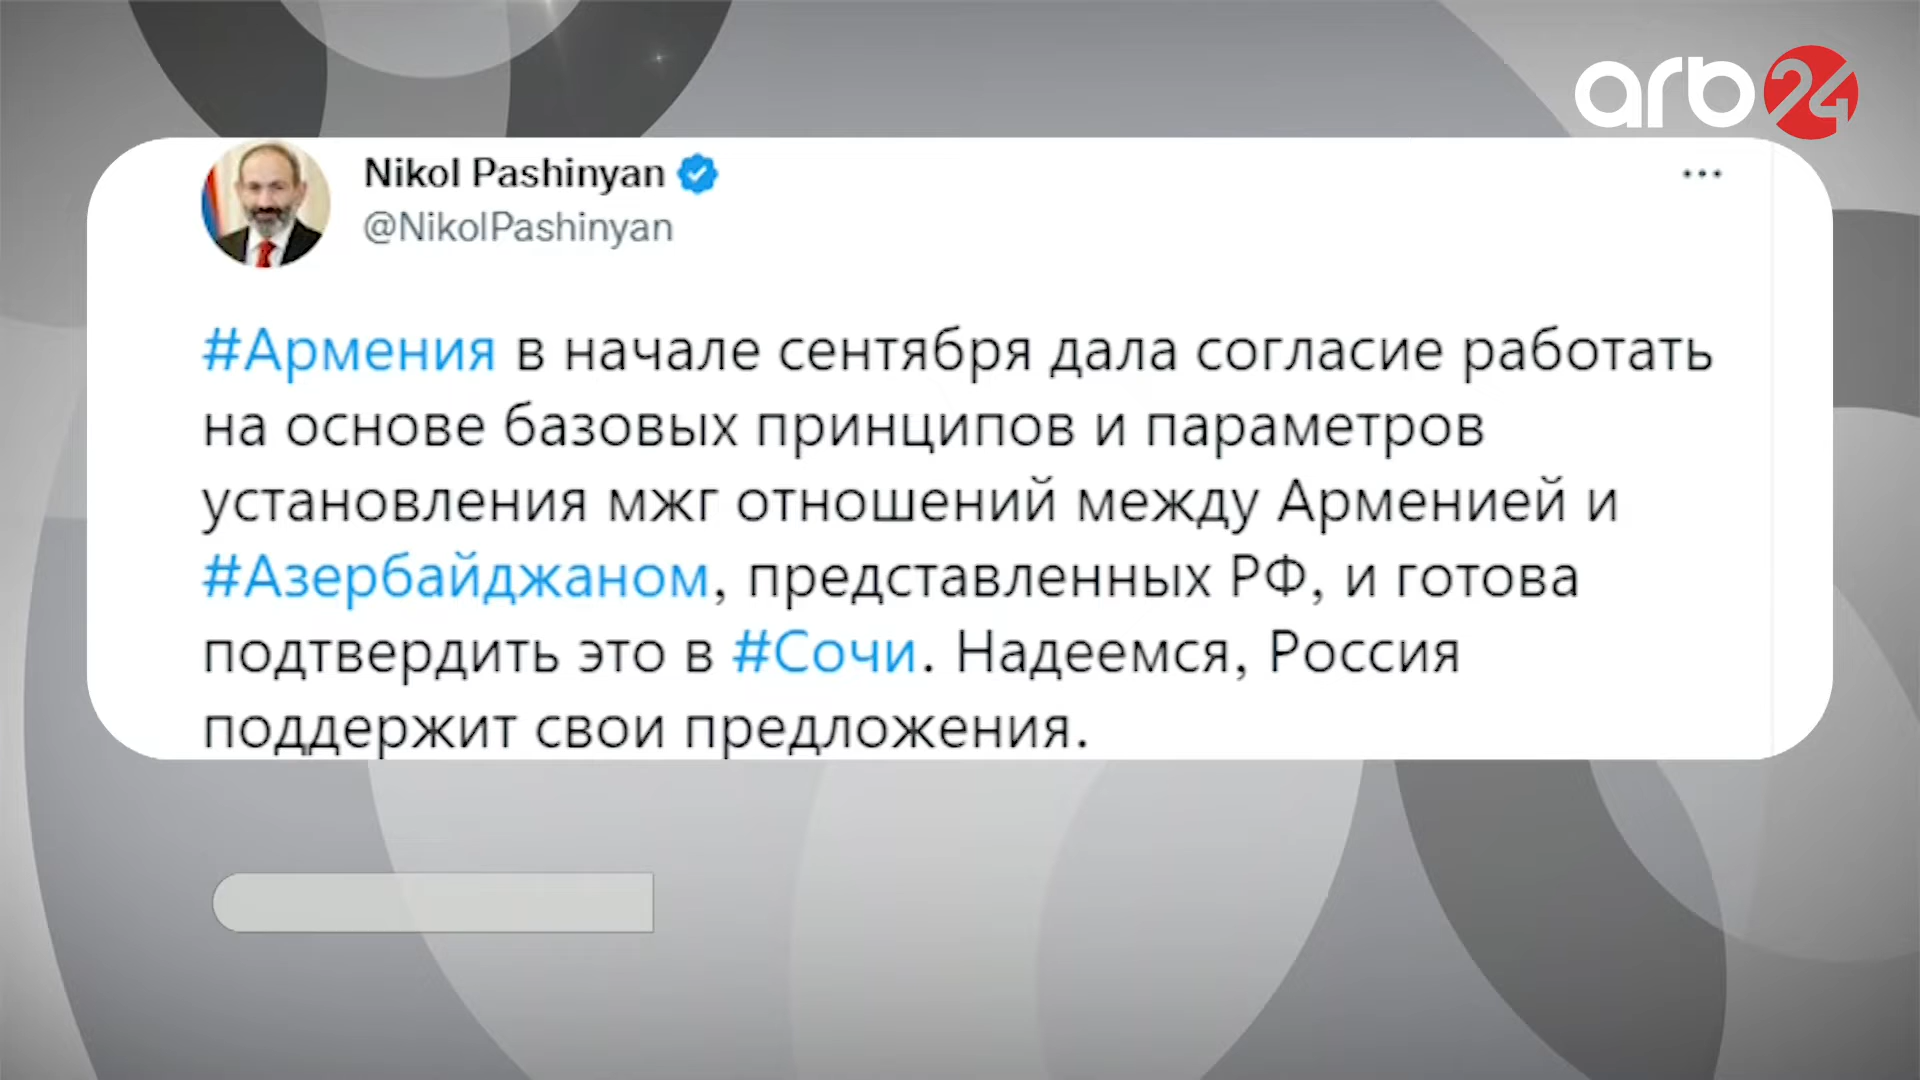 arb24
Nikol Pashinyan
@NikolPashinyan
#Армения в начале сентября дала согласие работать
на основе базовых принципов и параметров
установления мжг отношений между Арменией и
#Азербайджаном, представленных РФ, и готова
подтвердить это в #Сочи. Надеемся, Россия
поддержит свои предложения.